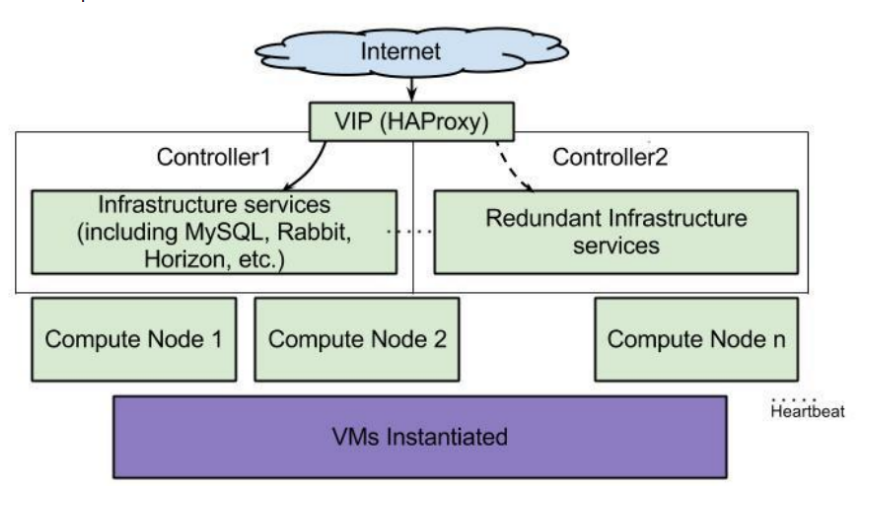 Internet
VIP (HAProxy)
Controller1
Controller2
Infrastructure services
(including MySQL, Rabbit,
Horizon, etc.)
Redundant Infrastructure
services
Compute Node 1
Compute Node 2
Compute Node n
Heartbeat
VMs Instantiated